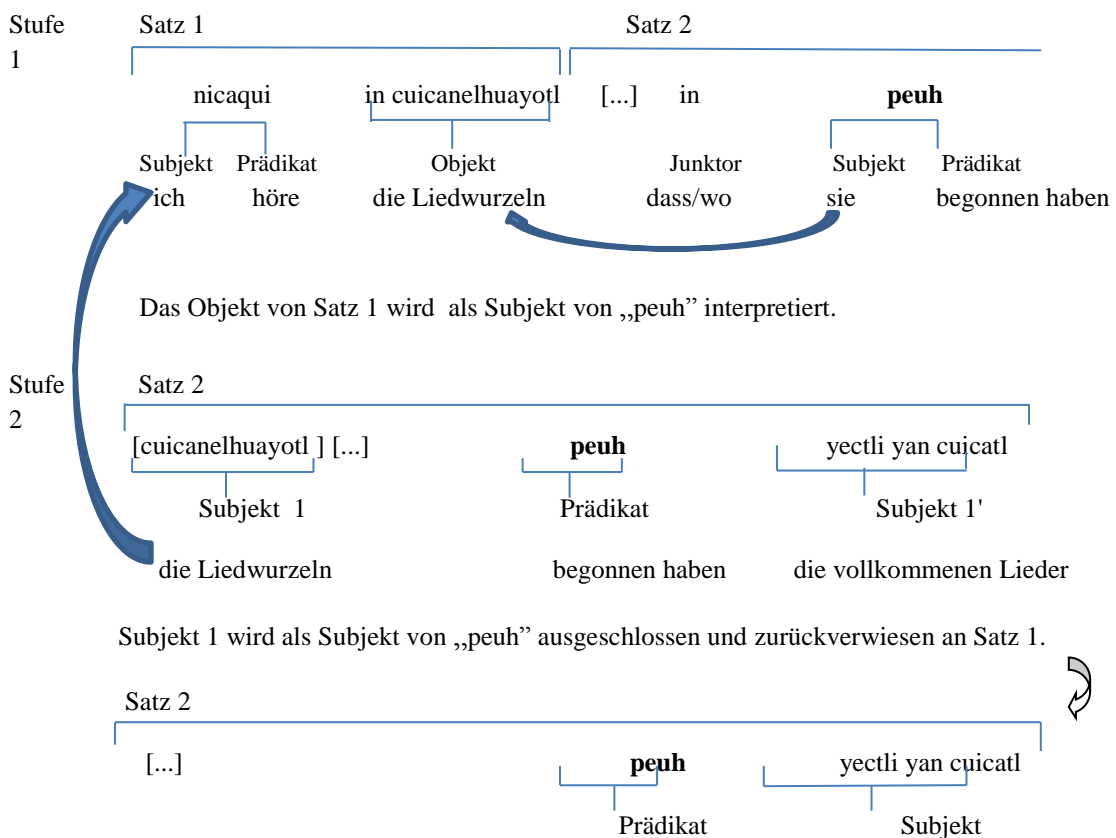 Stufe 1 Satz 1 Satz 2
nicaqui in cuicanelhuayotl [...] in peuh
Subjekt Prädikat Objekt Junktor Subjekt Prädikat
ich höre die Liedwurzeln dass/wo sie begonnen haben
Das Objekt von Satz 1 wird als Subjekt von ,,peuh” interpretiert.
Stufe 2 Satz 2
[cuicanelhuayotl ] [...] peuh yectli yan cuicatl
Subjekt 1 Prädikat Subjekt 1'
die Liedwurzeln begonnen haben die vollkommenen Lieder
Subjekt 1 wird als Subjekt von ,,peuh” ausgeschlossen und zurückverwiesen an Satz 1.
Satz 2
[...] peuh yectli yan cuicatl
Prädikat Subjekt